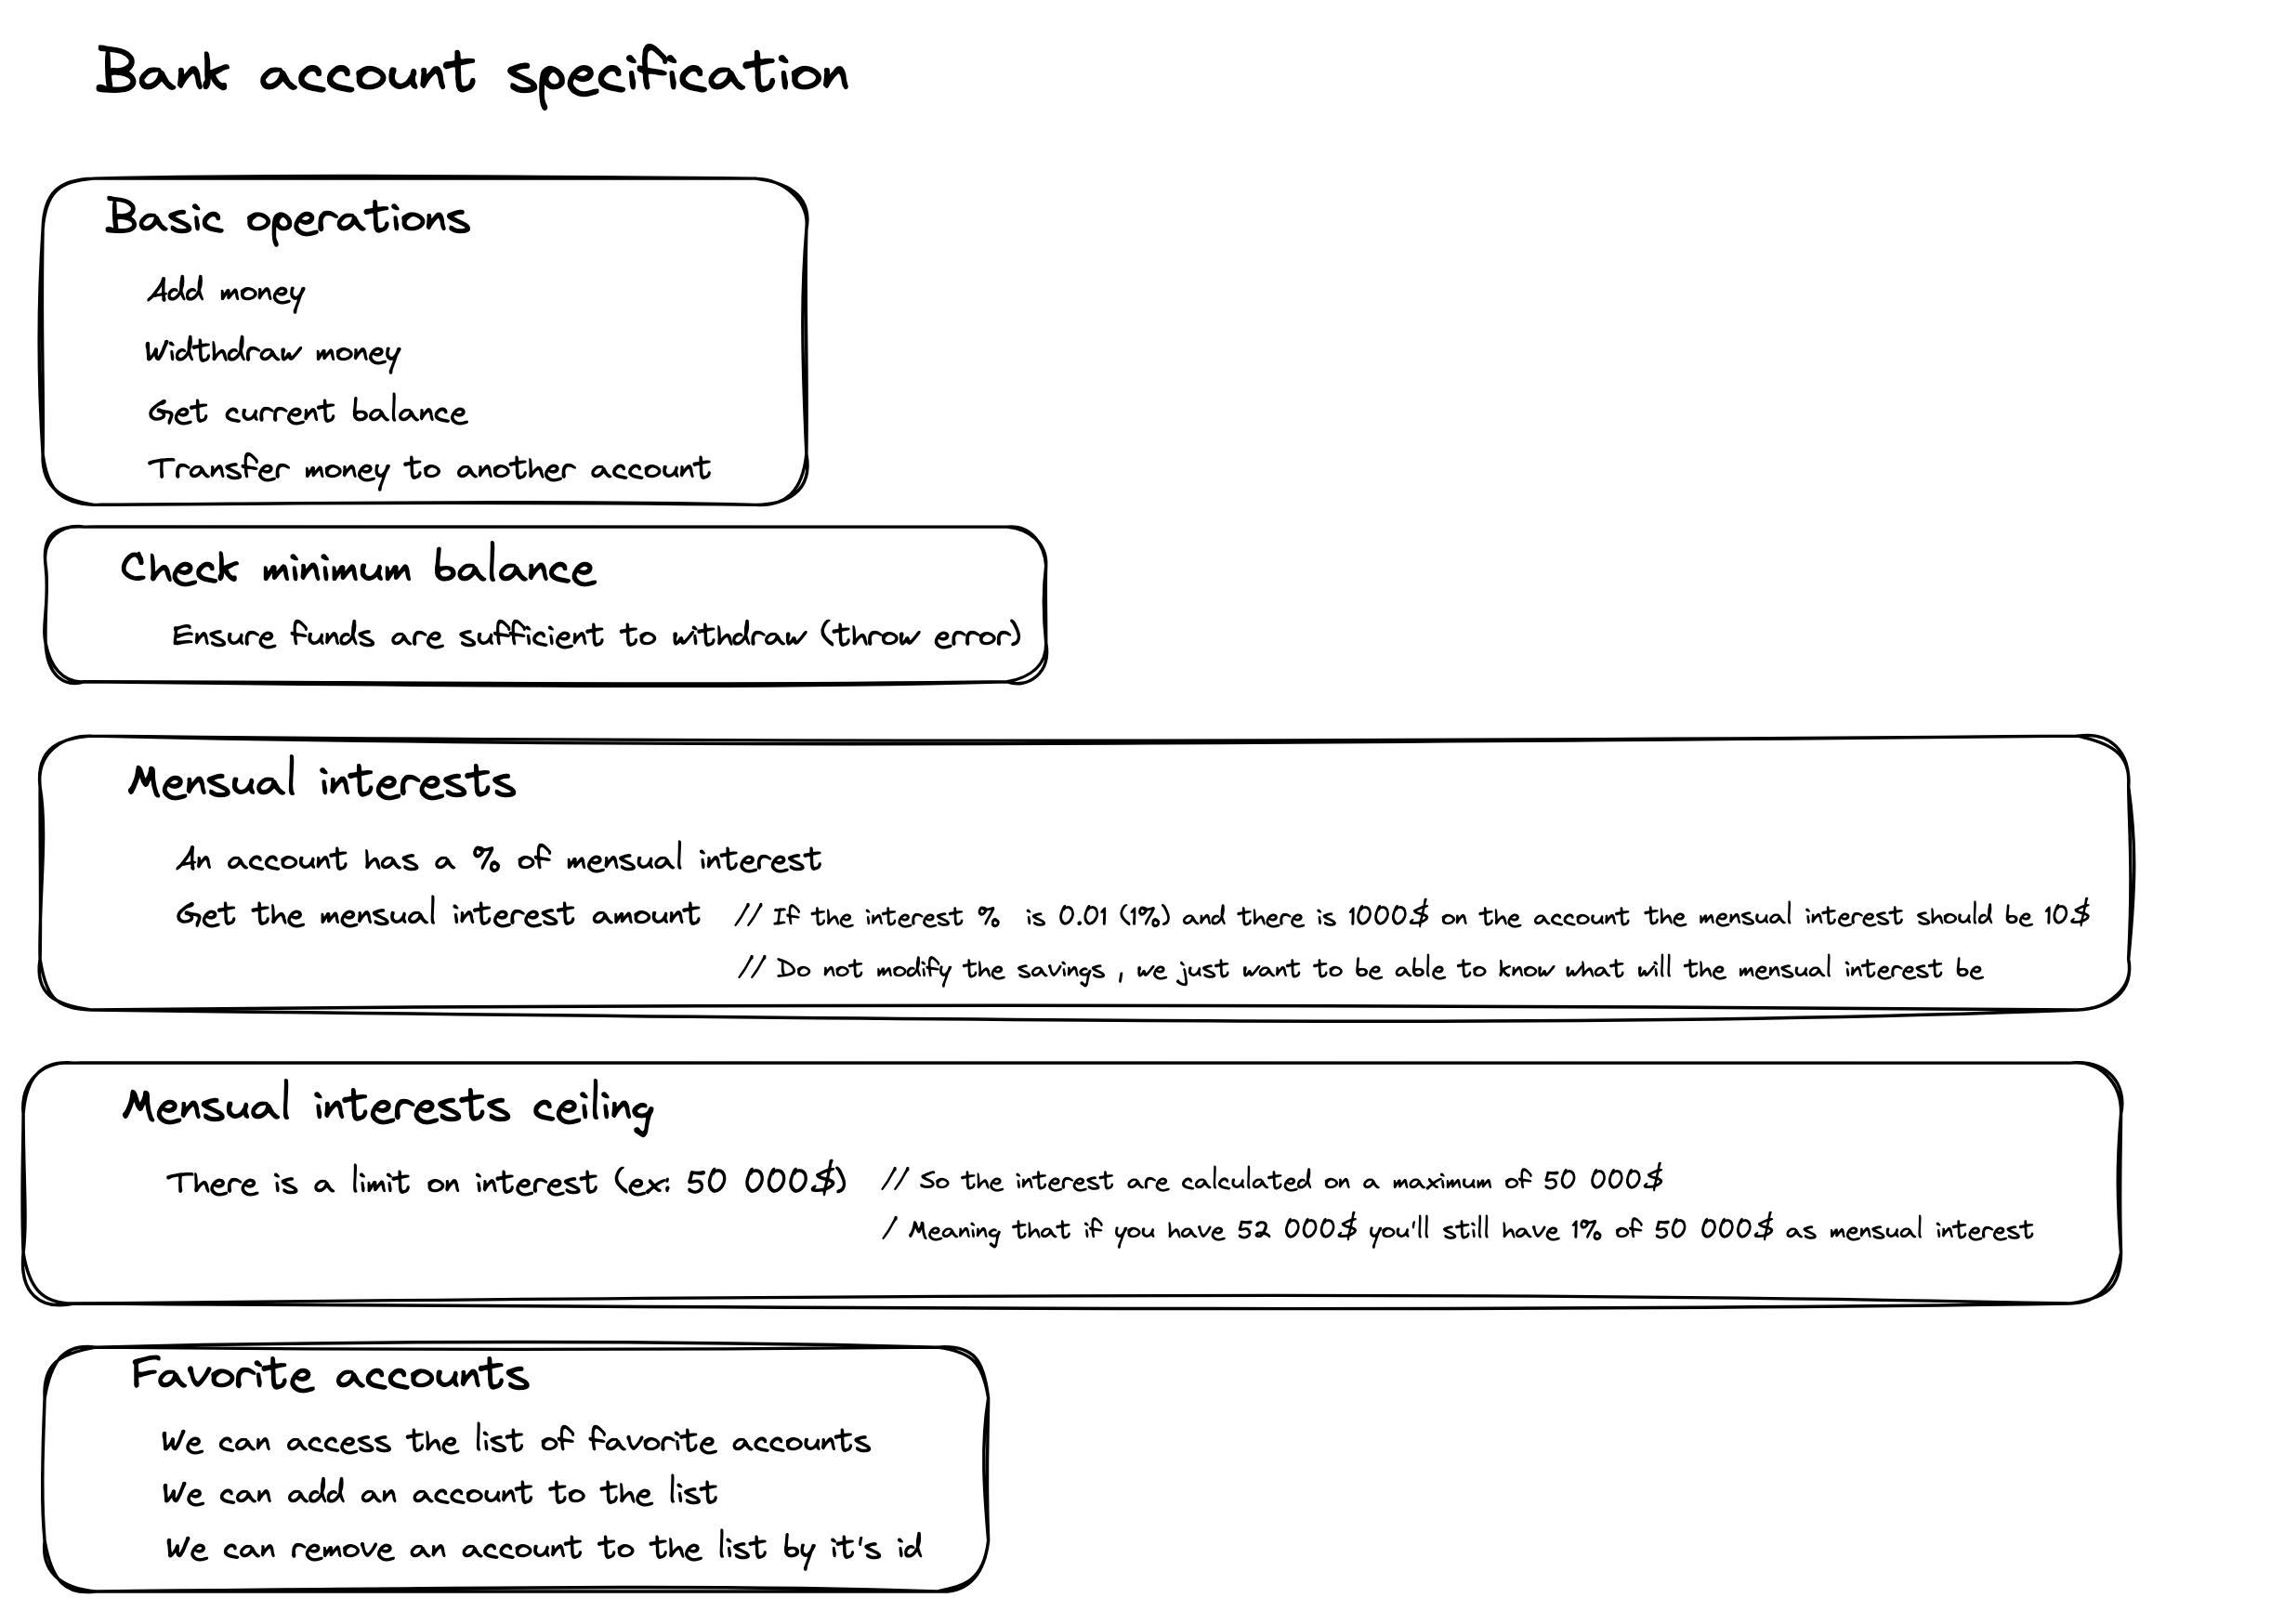 Bank account specification
Basic operations
Add money
Widthdraw money
Get current balance
Transfer money to another account
Check minimum balance
Ensure funds are sufficient to withdraw (throw error)
Mensual interests
An account has a % of mensual interest
Get the mensual interest amount // If the interest % is 0.01 (1%) and there is 1000$ on the account the mensual interest should be 10$
// Do not modify the savings , we just want to be able to know what will the mensual interest be
Mensual interests ceiling
There is a limit on interest (ex: 50 000$) // So the interest are calculated on a maximum of 50 000$
/ Meaning that if you have 52 000$ you'll still have 1% of 50 000$ as mensual interest
Favorite accounts
We can access the list of favorite accounts
We can add an account to the list
We can remove an account to the list by it's id